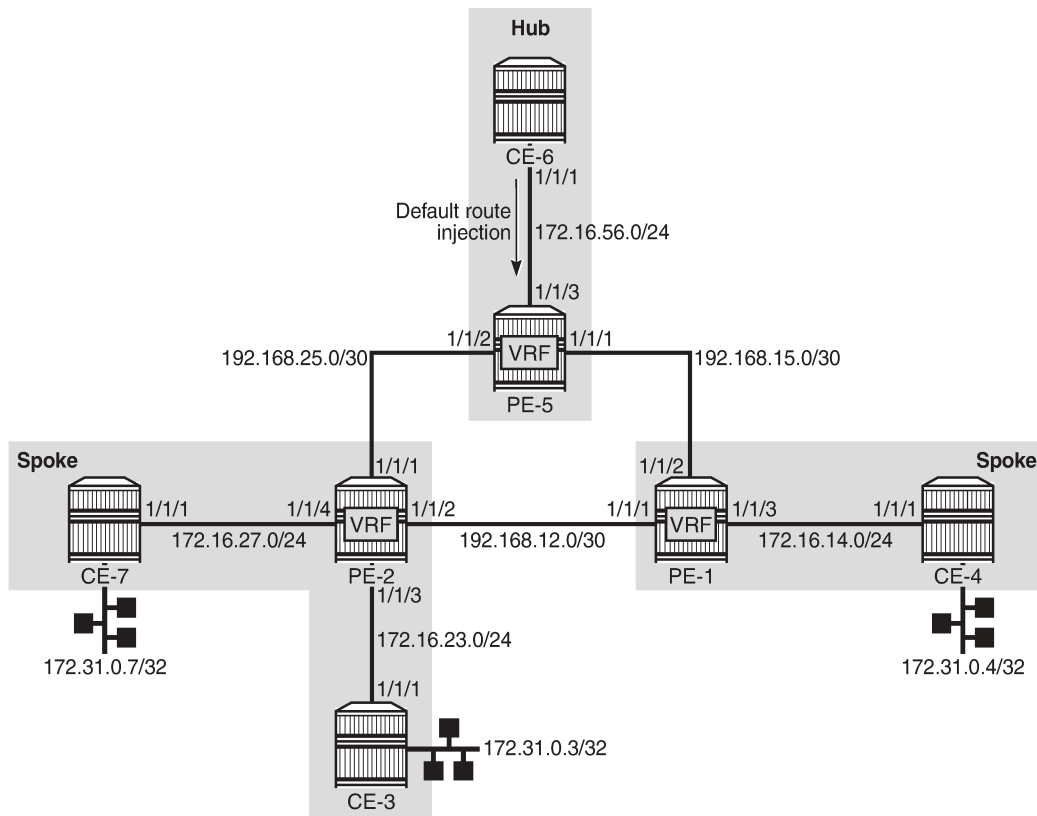 Hub
CE-6
1/1/1
Default route
injection
172.16.56.0/24
1/1/3
1/1/2
VRF
1/1/1
192.168.25.0/30
192.168.15.0/30
PE-5
Spoke
Spoke
1/1/1
1/1/2
1/1/1
1/1/4
VRF
1/1/2
1/1/1
VRF
1/1/3
1/1/1
172.16.27.0/24
192.168.12.0/30
172.16.14.0/24
CE-7
PE-2
PE-1
CE-4
1/1/3
172.16.23.0/24
172.31.0.7/32
172.31.0.4/32
1/1/1
172.31.0.3/32
CE-3